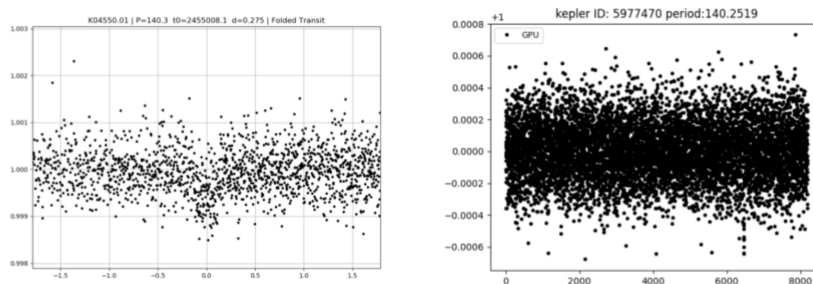 K04550.01 | P=140.3 t0=2455008.1 d=0.275 | Folded Transit
1.003
1.002
1.001
1.000
0.999
0.998
−1.5 −1.0 −0.5 0.0 0.5 1.0 1.5
+1 kepler ID: 5977470 period:140.2519
0.0008
GPU
0.0006
0.0004
0.0002
0.0000
−0.0002
−0.0004
−0.0006
0 2000 4000 6000 8000